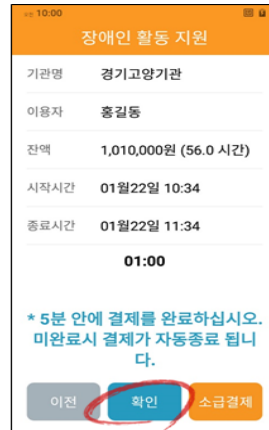 오전 10:00
장애인 활동 지원
기관명 경기고양기관
이용자 홍길동
잔액 1,010,000원 (56.0 시간)
시작시간 01월22일 10:34
종료시간 01월22일 11:34
01:00
* 5분 안에 결제를 완료하십시오.
미완료시 결제가 자동종료 됩니
다.
이전 확인 소급결제